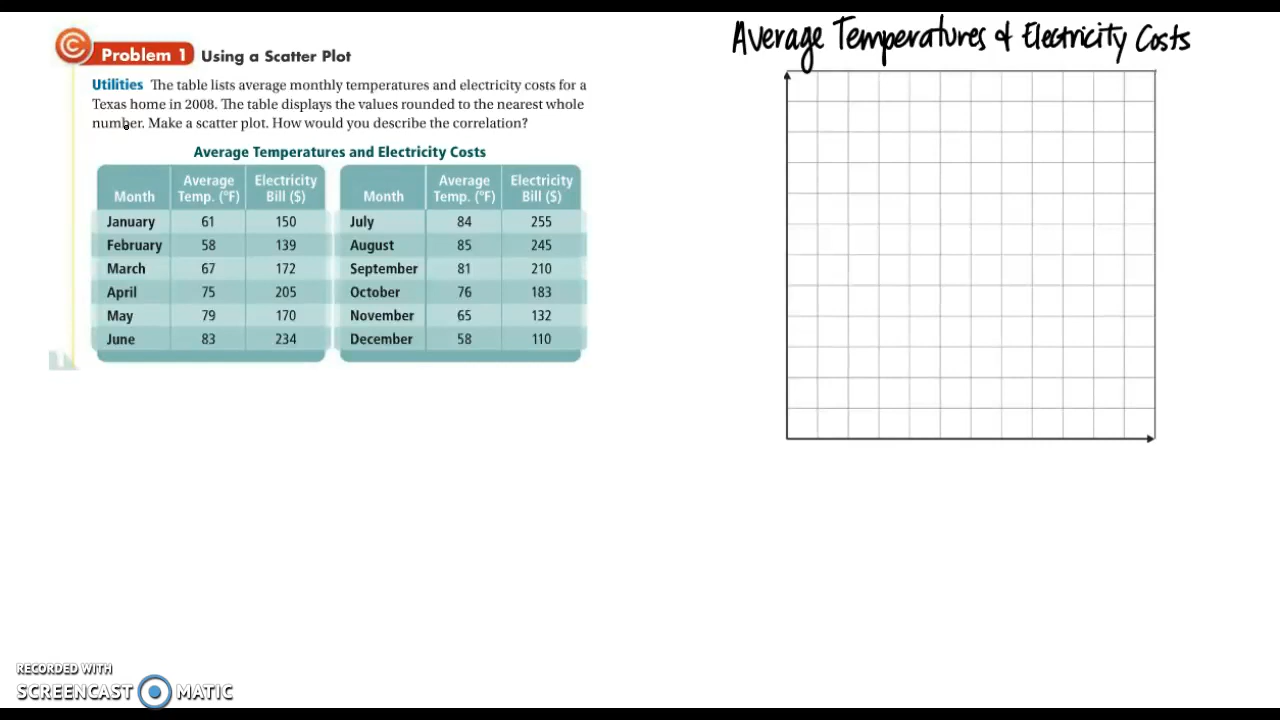 Average Temperatures & Electricity Costs
C Problem 1 Using a Scatter Plot
Utilities The table lists average monthly temperatures and electricity costs for a
Texas home in 2008. The table displays the values rounded to the nearest whole
number. Make a scatter plot. How would you describe the correlation?
Average Temperatures and Electricity Costs
Month Average Temp. (°F) Electricity Bill ($) Month Average Temp. (°F) Electricity Bill ($)
January 61 150 July 84 255
February 58 139 August 85 245
March 67 172 September 81 210
April 75 205 October 76 183
May 79 170 November 65 132
June 83 234 December 58 110
RECORDED WITH
SCREENCAST MATIC